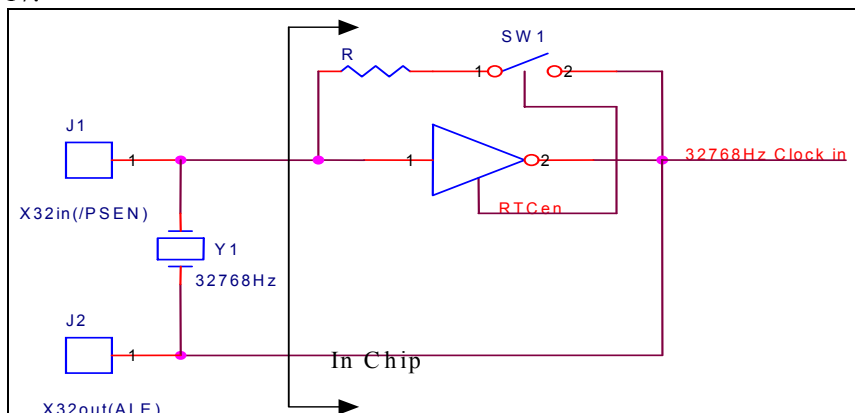 SW1
R
1
2
J1
1
1
2
32768Hz Clock in
RTCen
X32in(/PSEN)
Y1
32768Hz
J2
1
In Chip
X32out(ALE)